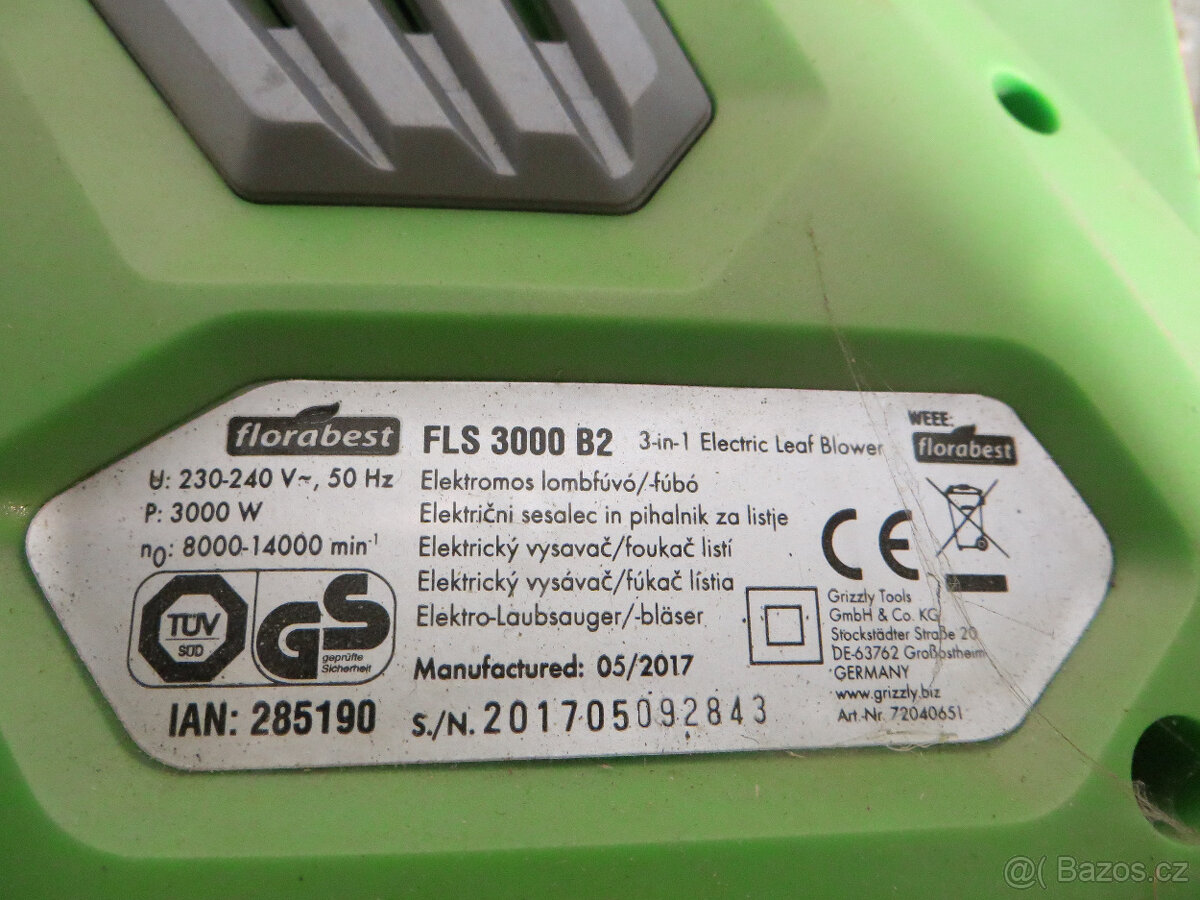 florabest FLS 3000 B2 3-in-1 Electric Leaf Blower
U: 230-240 V~, 50 Hz
P: 3000 W
n0: 8000-14000 min-1
Elektromos lombfúvó/-fúbó
Električni sesalec in pihalnik za listje
Elektrický vysavač/foukač listí
Elektrický vysávač/fúkač lístia
Elektro-Laubsauger/-bläser
Manufactured: 05/2017
TÜV
SÜD
GS
geprüfte
Sicherheit
IAN: 285190
S./N. 201705092843
WEEE:
florabest
CE
Grizzly Tools
GmbH & Co. KG
Stockstädter Straße 20
DE-63762 Großostheim
GERMANY
www.grizzly.biz
Art-Nr. 72040651
@( Bazos.cz